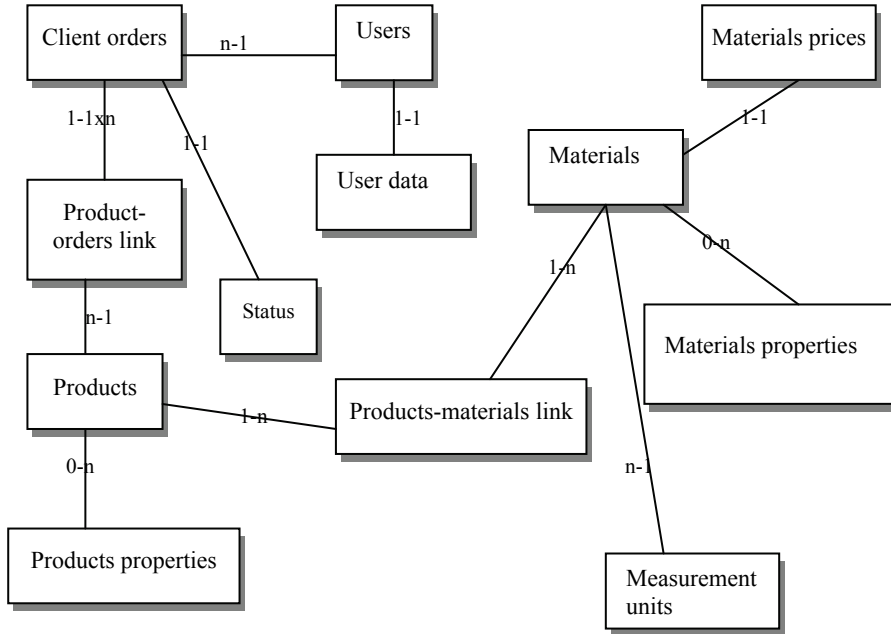 Client orders
n-1
Users
Materials prices
1-1xn
1-1
1-1
1-1
Materials
User data
Product-
orders link
0-n
1-n
Status
n-1
Materials properties
Products
1-n
Products-materials link
0-n
n-1
Products properties
Measurement
units